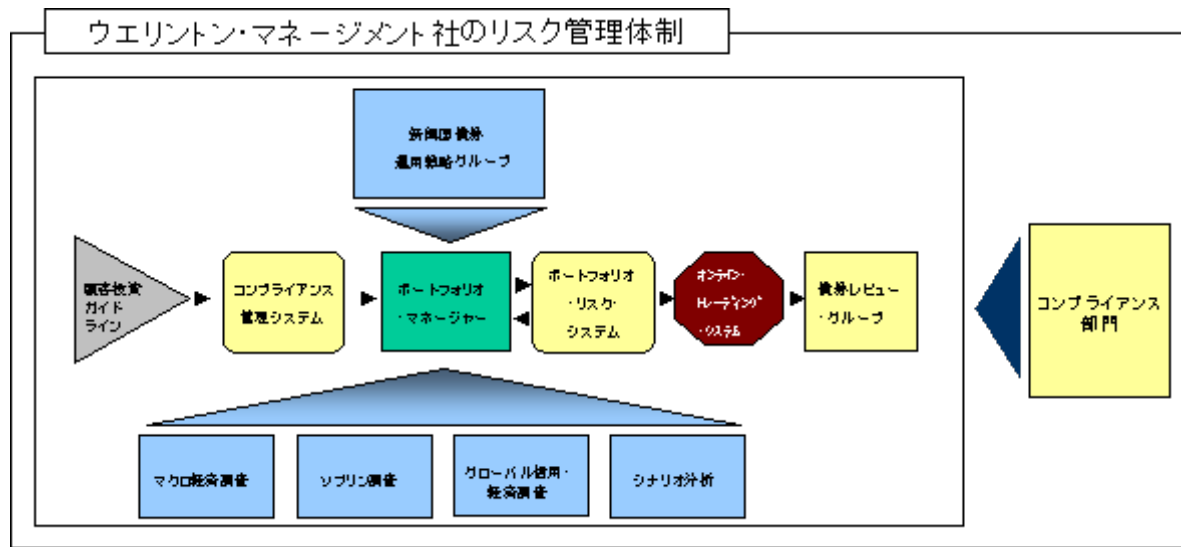 ウエリントン・マネージメント社のリスク管理体制
新興国債券
運用戦略グループ
顧客投資
ガイド
ライン
コンプライアンス
管理システム
ポートフォリオ
・マネージャー
ポートフォリオ
・リスク・
システム
オンライン・
トレーディング
・システム
債券レビュー
・グループ
コンプライアンス
部門
マクロ経済調査
ソブリン調査
グローバル信用・
経済調査
シナリオ分析